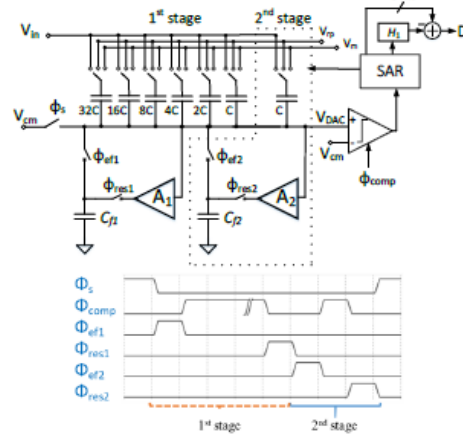 1st stage 2nd stage
Vin
Vrp
Vrn
H1
D
SAR
Vcm ϕs
32C 16C 8C 4C 2C C C
VDAC
Vcm
ϕcomp
ϕef1 ϕef2
ϕres1 A1 ϕres2 A2
Cf1 Cf2
Φs
Φcomp
Φef1
Φres1
Φef2
Φres2
1st stage 2nd stage